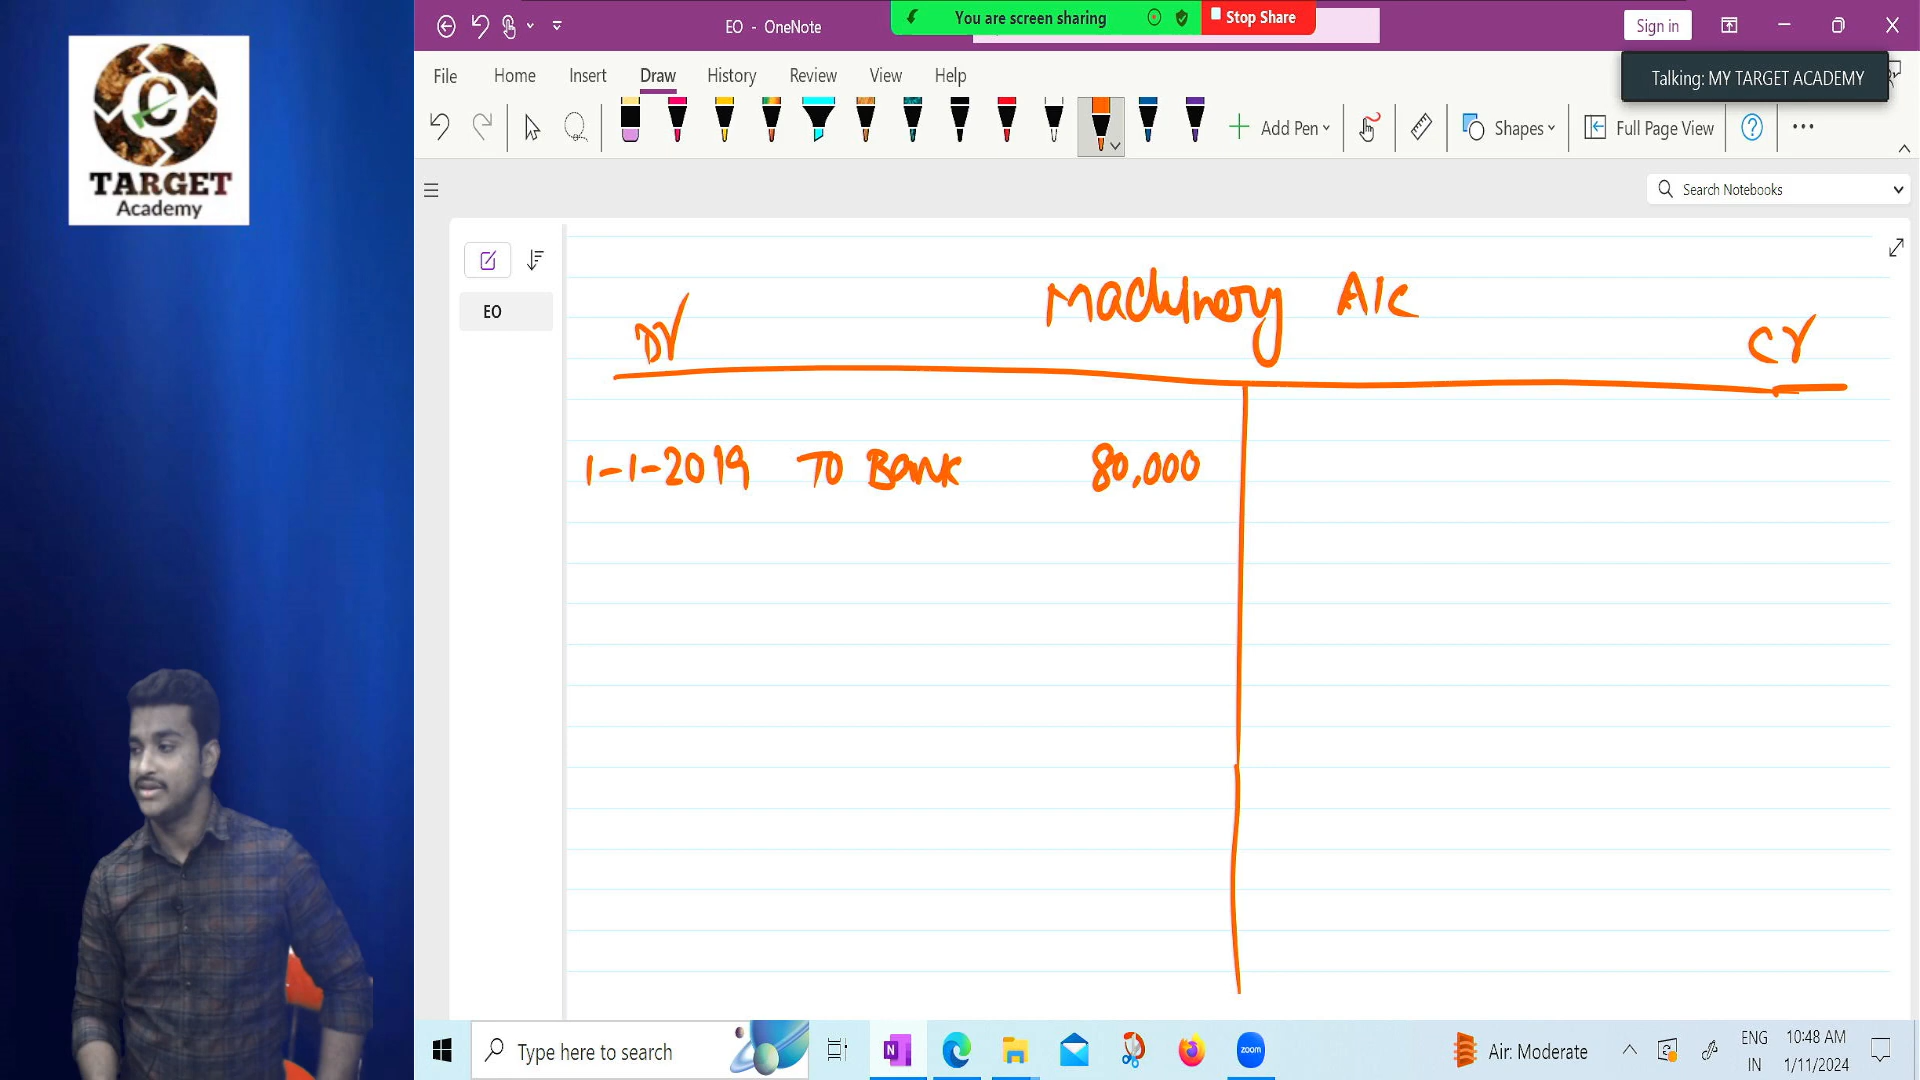 TARGET
Academy
EO - OneNote
You are screen sharing
Stop Share
Sign in
File Home Insert Draw History Review View Help
Talking: MY TARGET ACADEMY
Add Pen Shapes Full Page View
Search Notebooks
EO
Machinery A/c
Dr
Cr
1-1-2019 To Bank 80,000
Type here to search
zoom
Air: Moderate
ENG
IN
10:48 AM
1/11/2024